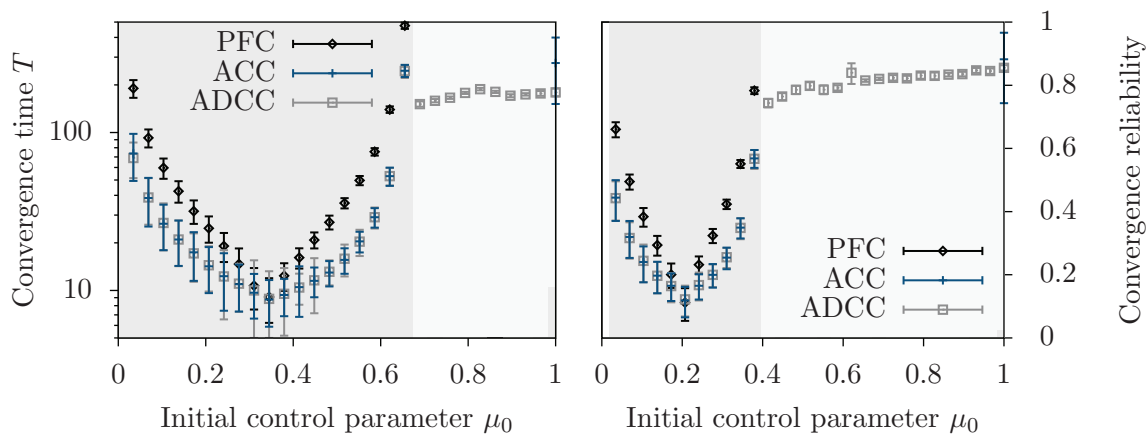 Convergence time T
100
10
PFC
ACC
ADCC
0 0.2 0.4 0.6 0.8 1
Initial control parameter μ0
PFC
ACC
ADCC
0 0.2 0.4 0.6 0.8 1
Initial control parameter μ0
1
0.8
0.6
0.4
0.2
0
Convergence reliability